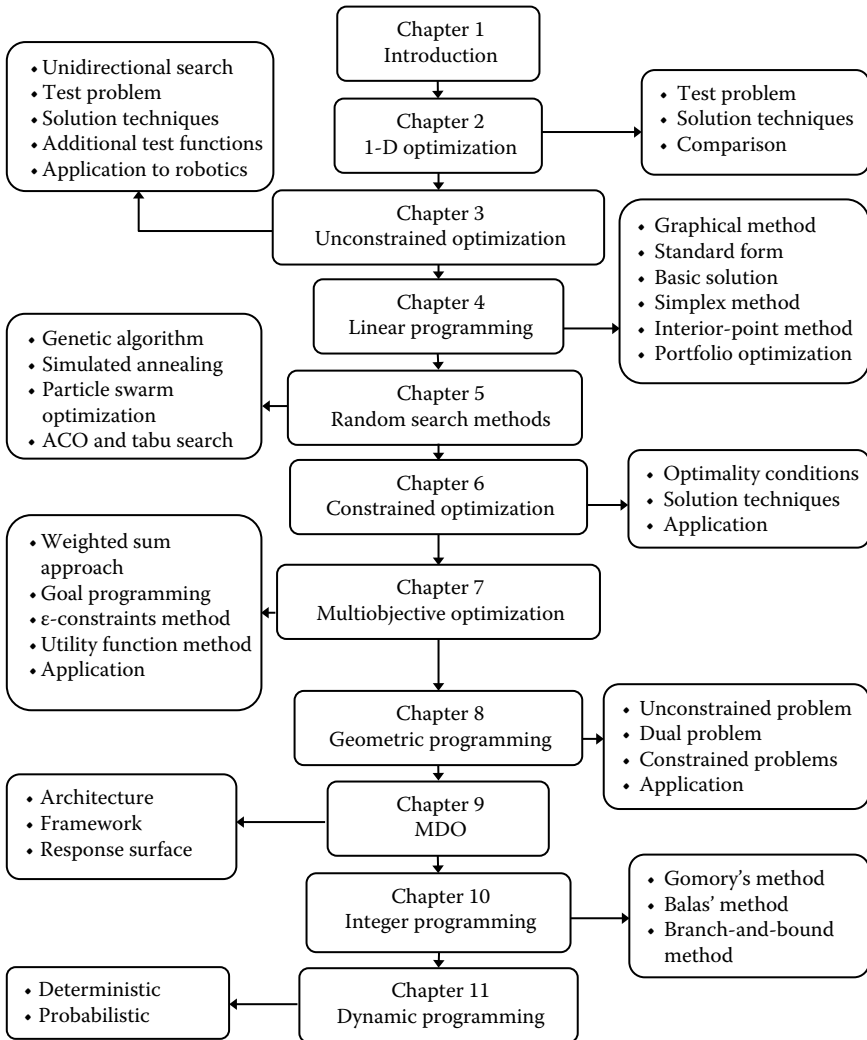 Chapter 1
Introduction
• Unidirectional search
• Test problem
• Solution techniques
• Additional test functions
• Application to robotics
Chapter 2
1-D optimization
• Test problem
• Solution techniques
• Comparison
Chapter 3
Unconstrained optimization
• Graphical method
• Standard form
• Basic solution
• Simplex method
• Interior-point method
• Portfolio optimization
Chapter 4
Linear programming
• Genetic algorithm
• Simulated annealing
• Particle swarm
optimization
• ACO and tabu search
Chapter 5
Random search methods
Chapter 6
Constrained optimization
• Optimality conditions
• Solution techniques
• Application
• Weighted sum
approach
• Goal programming
• ε-constraints method
• Utility function method
• Application
Chapter 7
Multiobjective optimization
Chapter 8
Geometric programming
• Unconstrained problem
• Dual problem
• Constrained problems
• Application
• Architecture
• Framework
• Response surface
Chapter 9
MDO
Chapter 10
Integer programming
• Gomory's method
• Balas' method
• Branch-and-bound
method
• Deterministic
• Probabilistic
Chapter 11
Dynamic programming